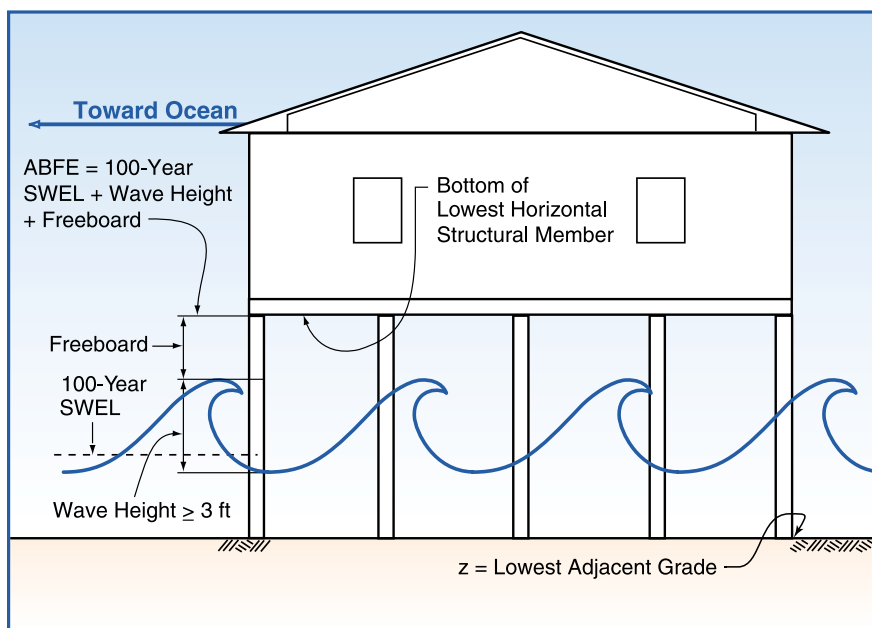 Toward Ocean
ABFE = 100-Year
SWEL + Wave Height
+ Freeboard
Bottom of
Lowest Horizontal
Structural Member
Freeboard
100-Year
SWEL
Wave Height ≥ 3 ft
z = Lowest Adjacent Grade